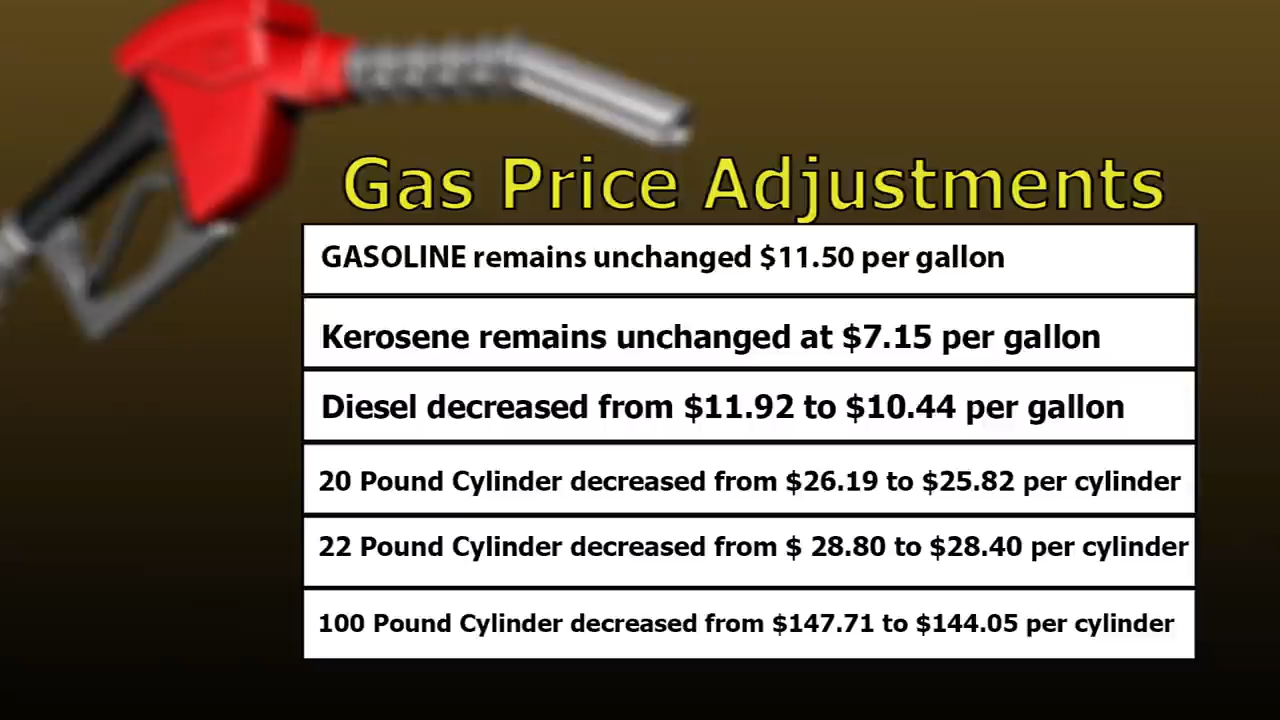 Gas Price Adjustments
GASOLINE remains unchanged $11.50 per gallon
Kerosene remains unchanged at $7.15 per gallon
Diesel decreased from $11.92 to $10.44 per gallon
20 Pound Cylinder decreased from $26.19 to $25.82 per cylinder
22 Pound Cylinder decreased from $ 28.80 to $28.40 per cylinder
100 Pound Cylinder decreased from $147.71 to $144.05 per cylinder